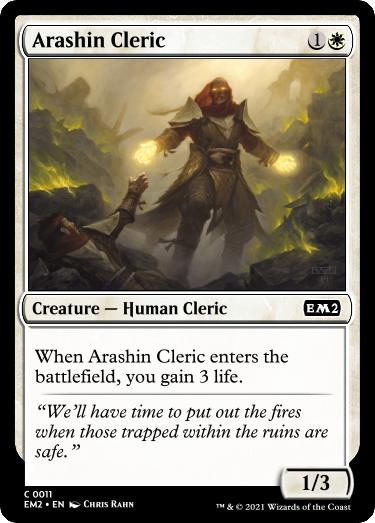 Arashin Cleric 1
Creature — Human Cleric EM2
When Arashin Cleric enters the
battlefield, you gain 3 life.
“We’ll have time to put out the fires
when those trapped within the ruins are
safe.”
1/3
C 0011
EM2 • EN Chris Rahn
™ & © 2021 Wizards of the Coast